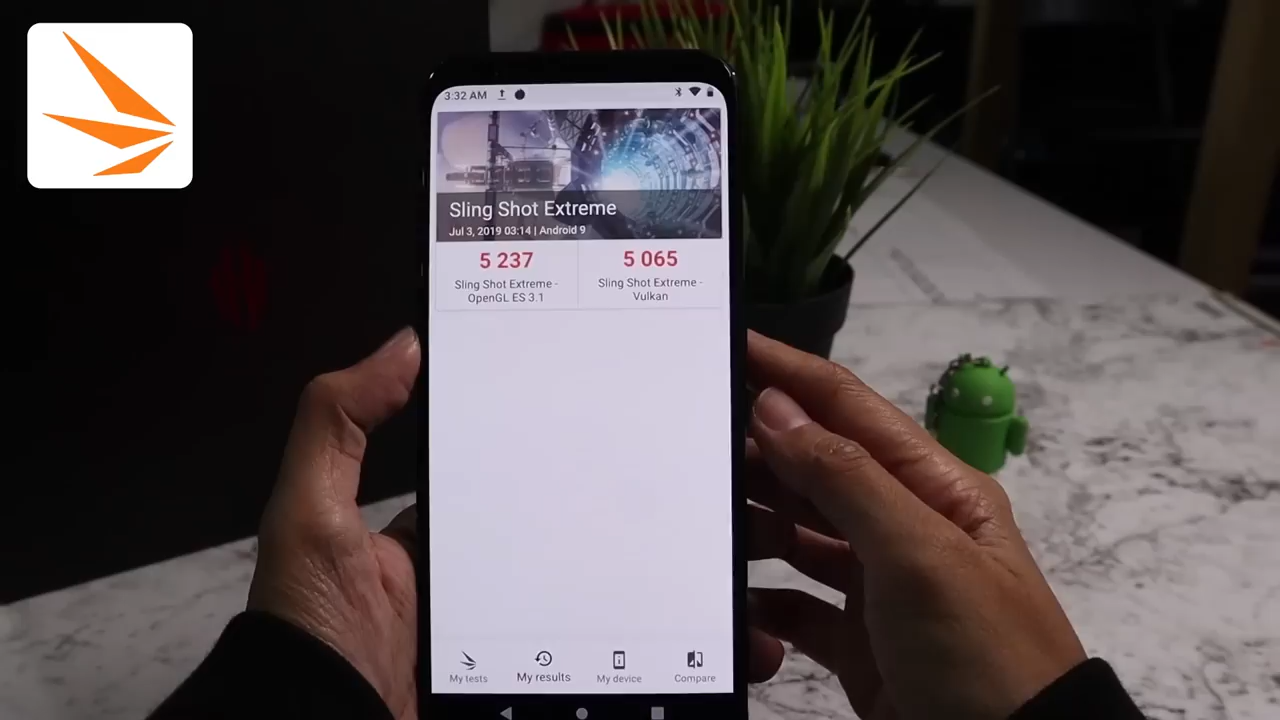 3:32 AM
Sling Shot Extreme
Jul 3, 2019 03:14 | Android 9
5 237
5 065
Sling Shot Extreme -
OpenGL ES 3.1
Sling Shot Extreme -
Vulkan
My tests
My results
My device
Compare